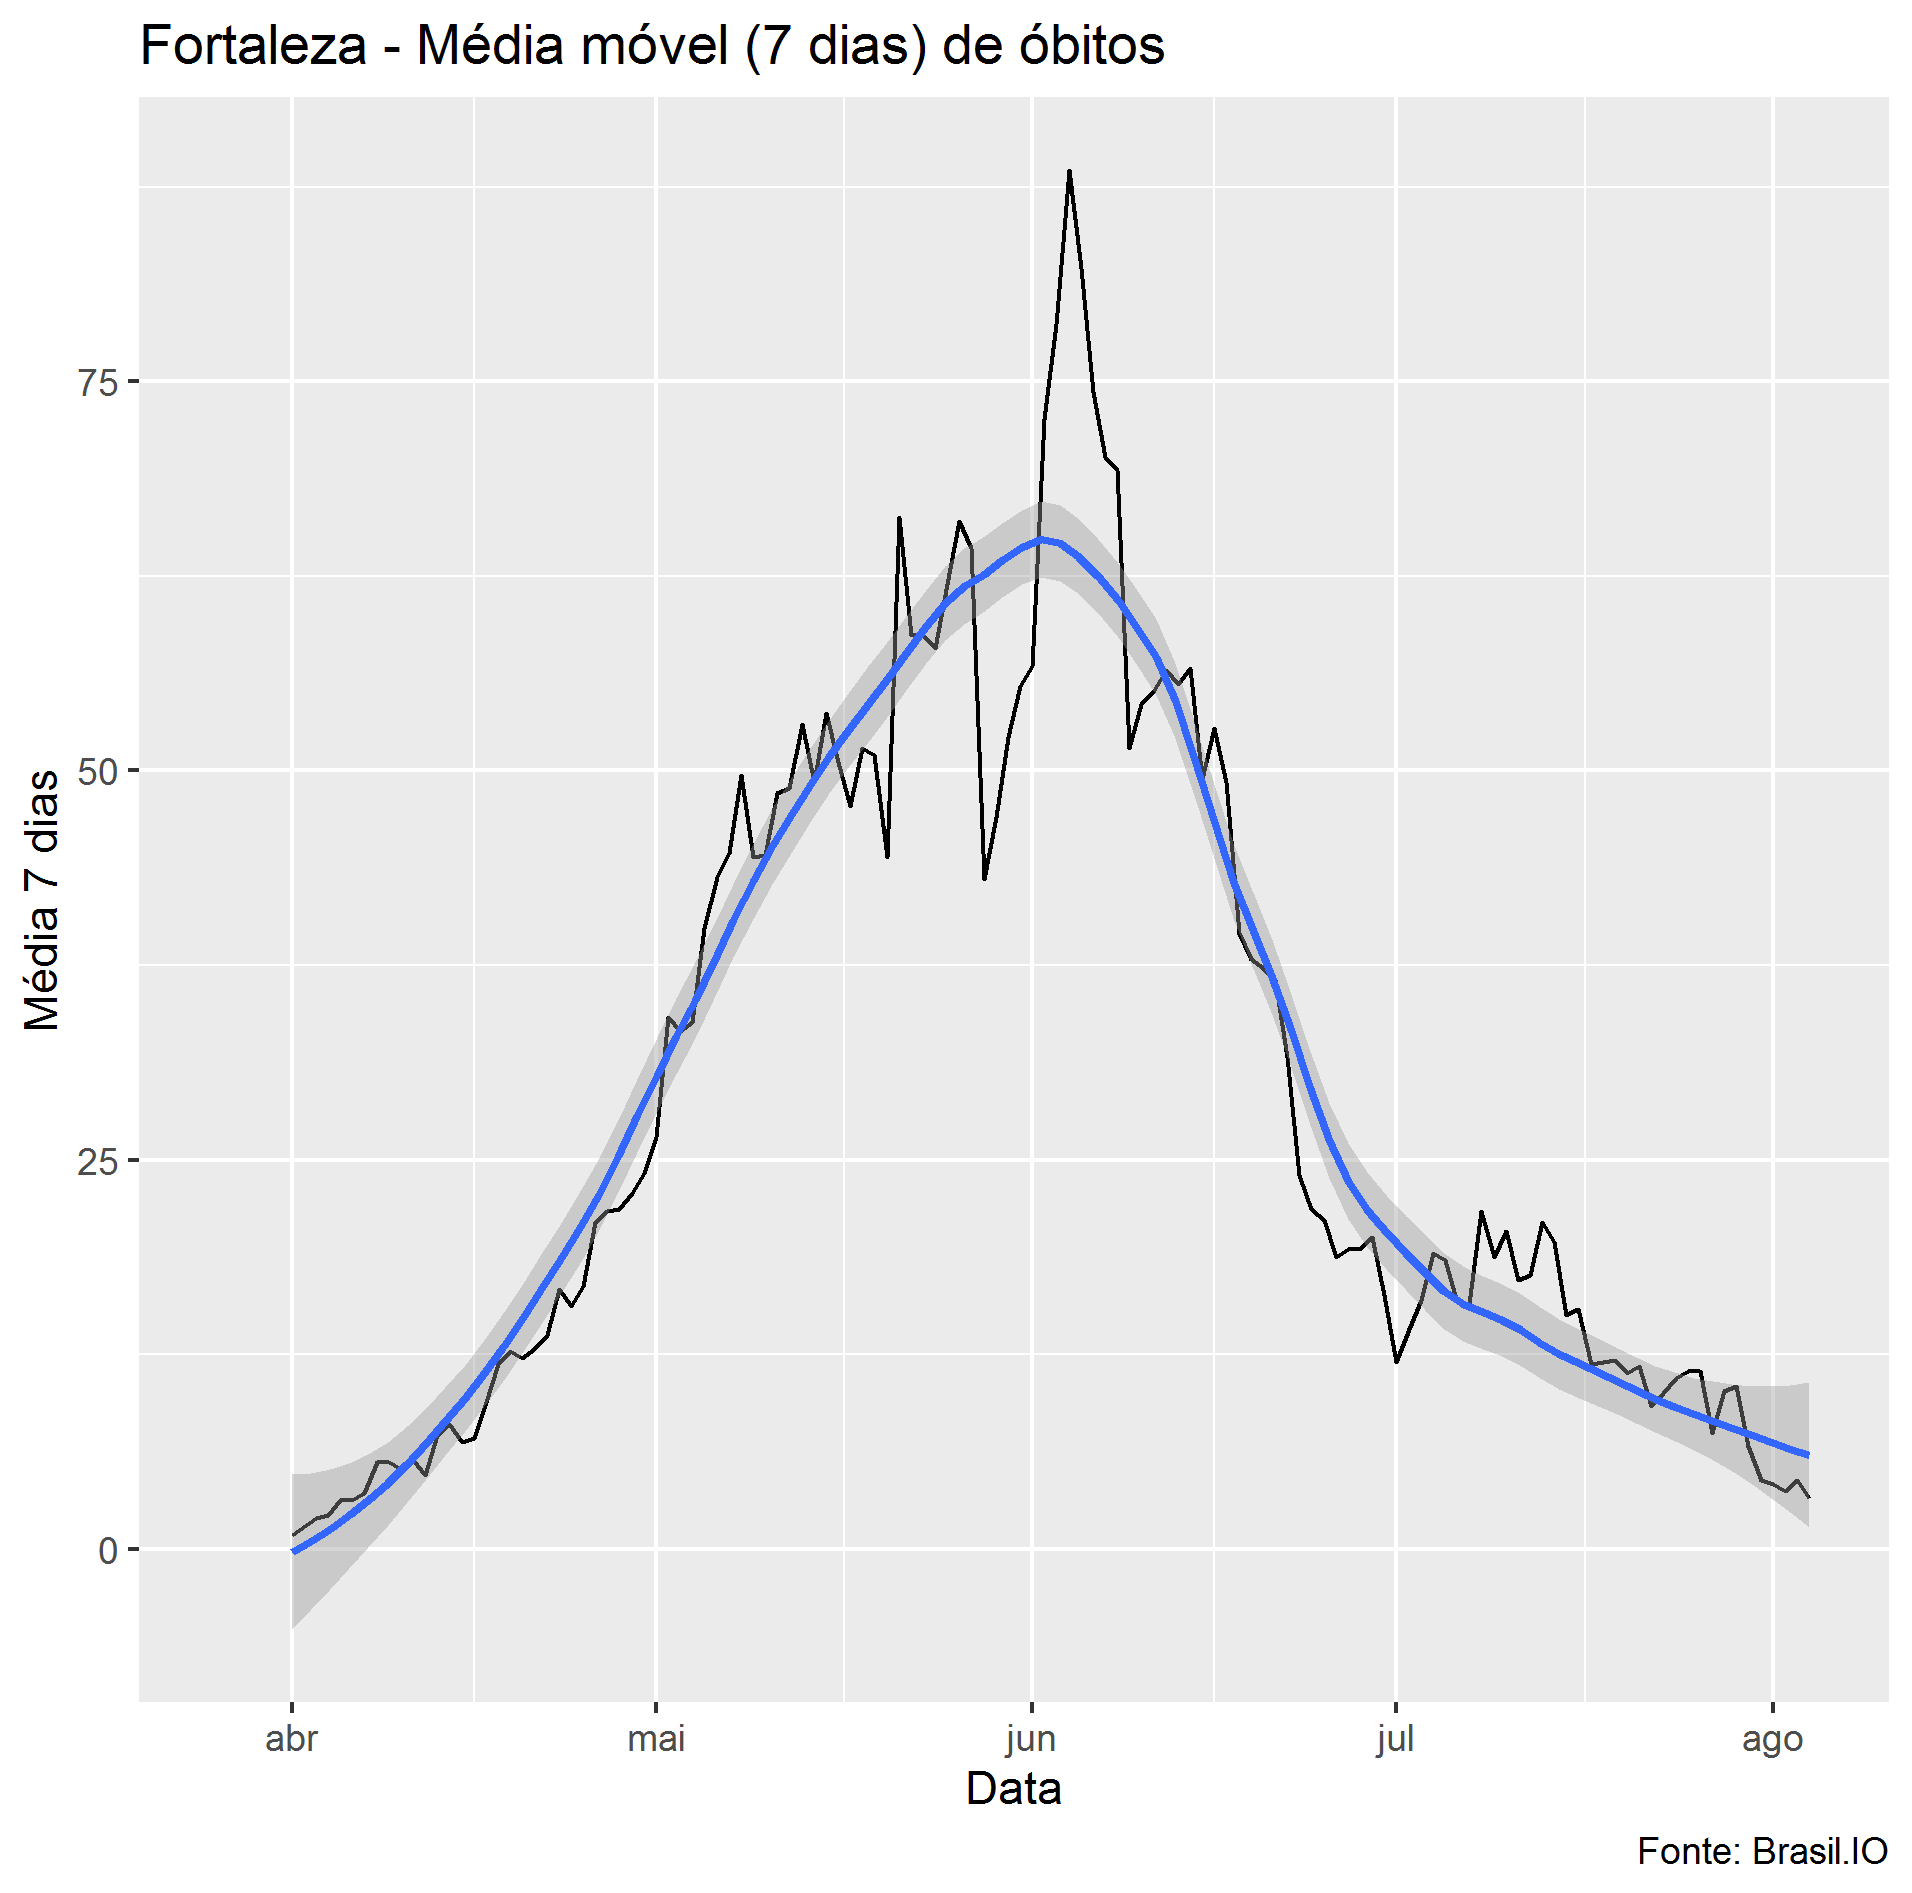 Fortaleza - Média móvel (7 dias) de óbitos
Média 7 dias
75
50
25
0
abr mai jun jul ago
Data
Fonte: Brasil.IO